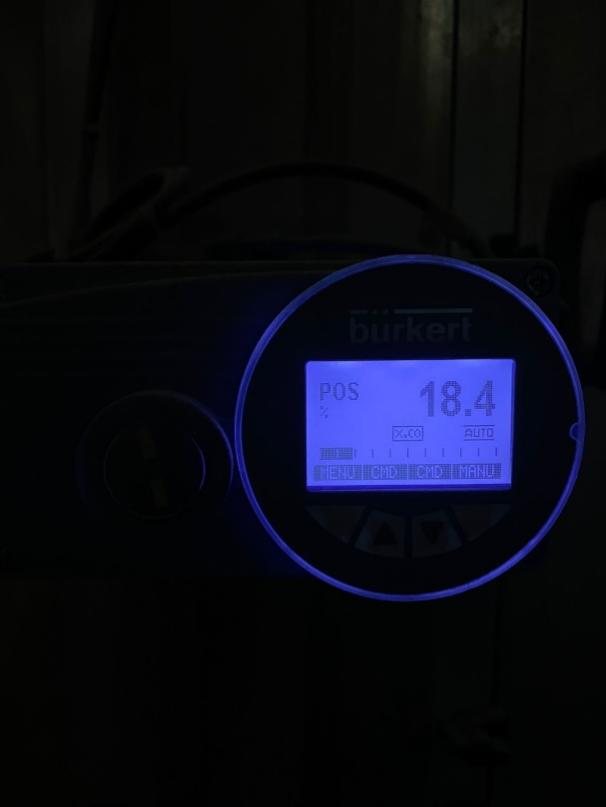 bürkert
POS 18.4
%
X.CO AUTO
MENU CMD CMD MANU